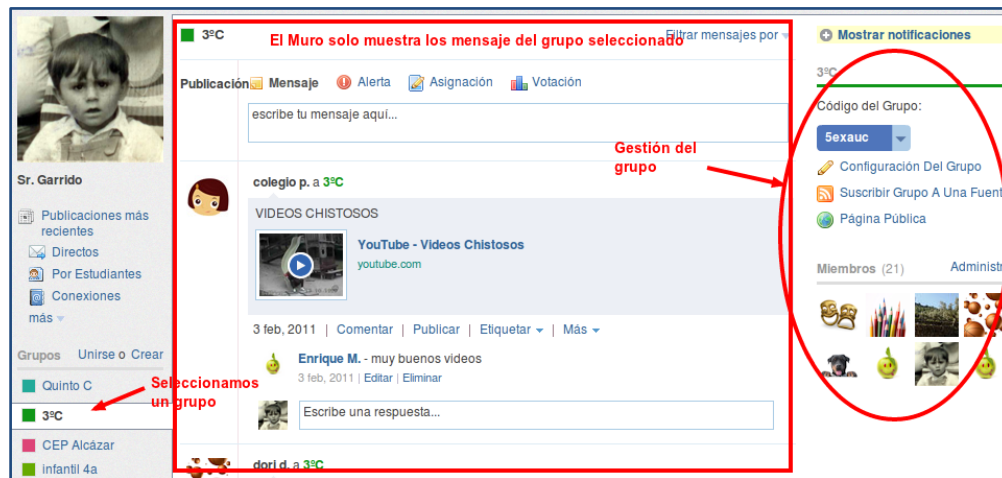 Sr. Garrido
Publicaciones más
recientes
Directos
Por Estudiantes
Conexiones
más
Grupos Unirse o Crear
Quinto C
3ºC
CEP Alcázar
infantil 4a
Seleccionamos
un grupo
3ºC
El Muro solo muestra los mensaje del grupo seleccionado
Filtrar mensajes por
Publicación Mensaje Alerta Asignación Votación
escribe tu mensaje aquí...
colegio p. a 3ºC
VIDEOS CHISTOSOS
YouTube - Videos Chistosos
youtube.com
3 feb, 2011 | Comentar | Publicar | Etiquetar | Más
Enrique M. - muy buenos videos
3 feb, 2011 | Editar | Eliminar
Escribe una respuesta...
dori d. a 3ºC
Gestión del
grupo
Mostrar notificaciones
3ºC
Código del Grupo:
5exauc
Configuración Del Grupo
Suscribir Grupo A Una Fuent
Página Pública
Miembros (21) Administr